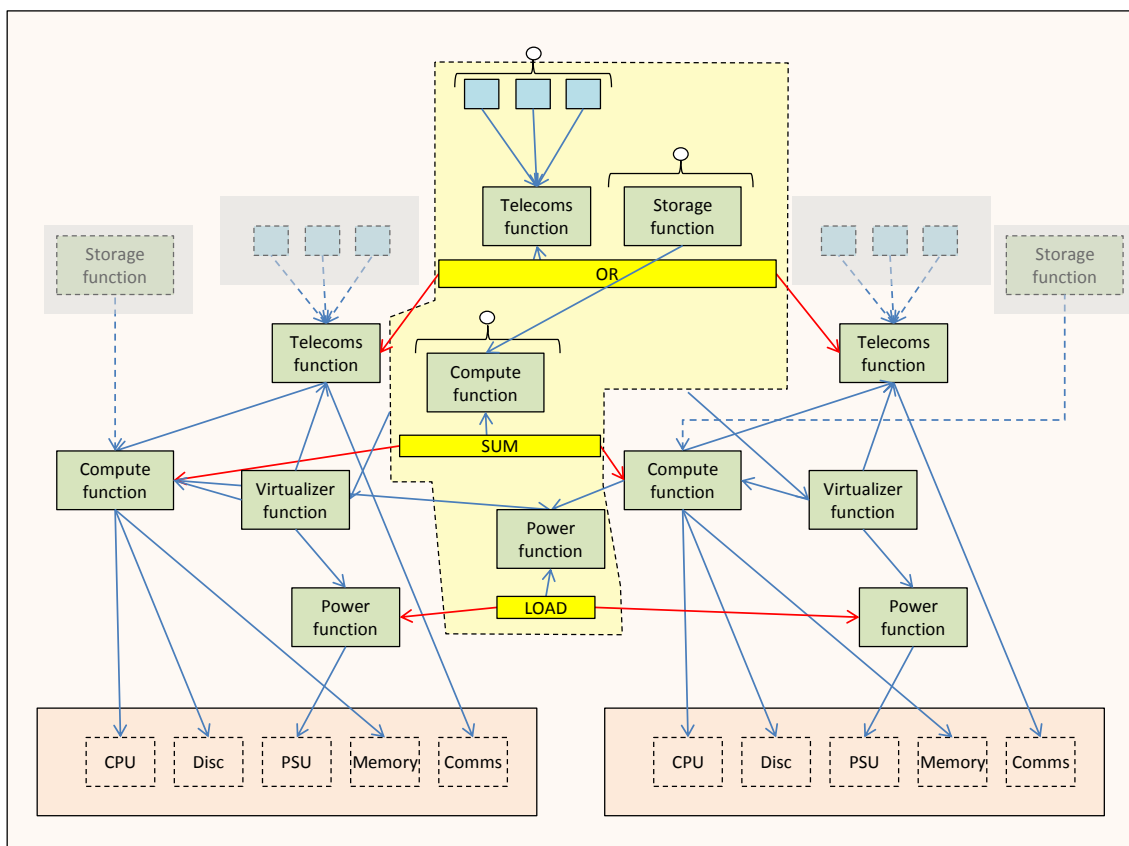 Telecoms
function
Storage
function
Storage
function
Storage
function
OR
Telecoms
function
Telecoms
function
Compute
function
SUM
Compute
function
Virtualizer
function
Compute
function
Virtualizer
function
Power
function
Power
function
LOAD
Power
function
CPU
Disc
PSU
Memory
Comms
CPU
Disc
PSU
Memory
Comms